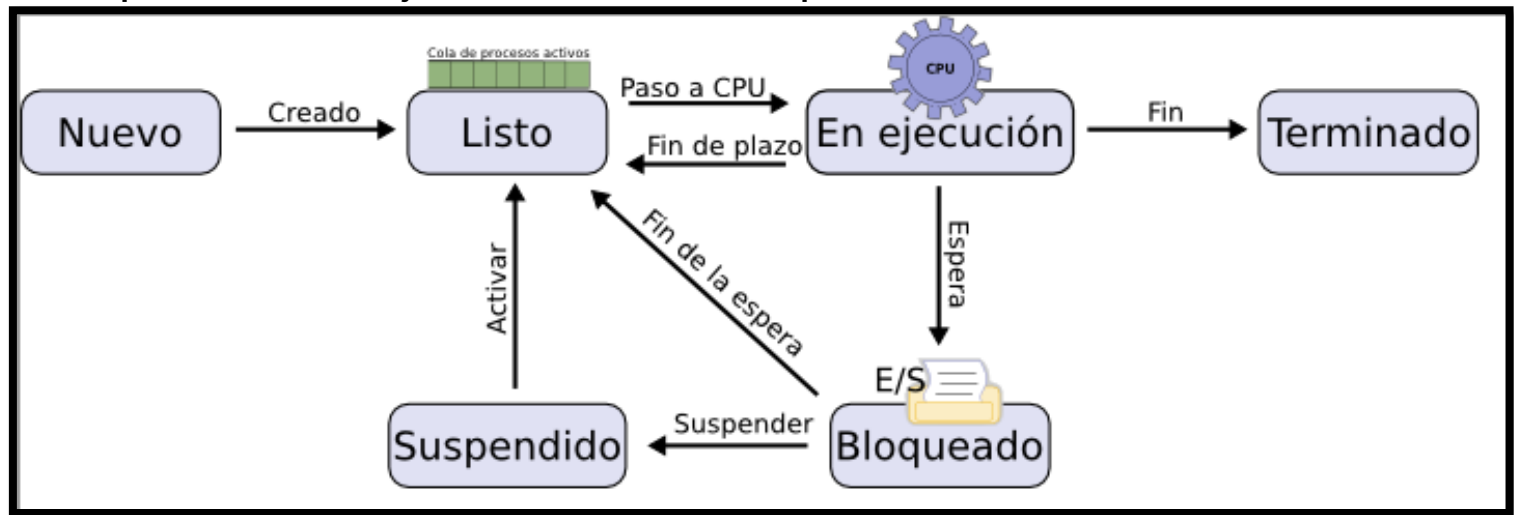 Cola de procesos activos
CPU
Nuevo
Creado
Listo
Paso a CPU
Fin de plazo
En ejecución
Fin
Terminado
Activar
Fin de la espera
Espera
E/S
Suspendido
Suspender
Bloqueado